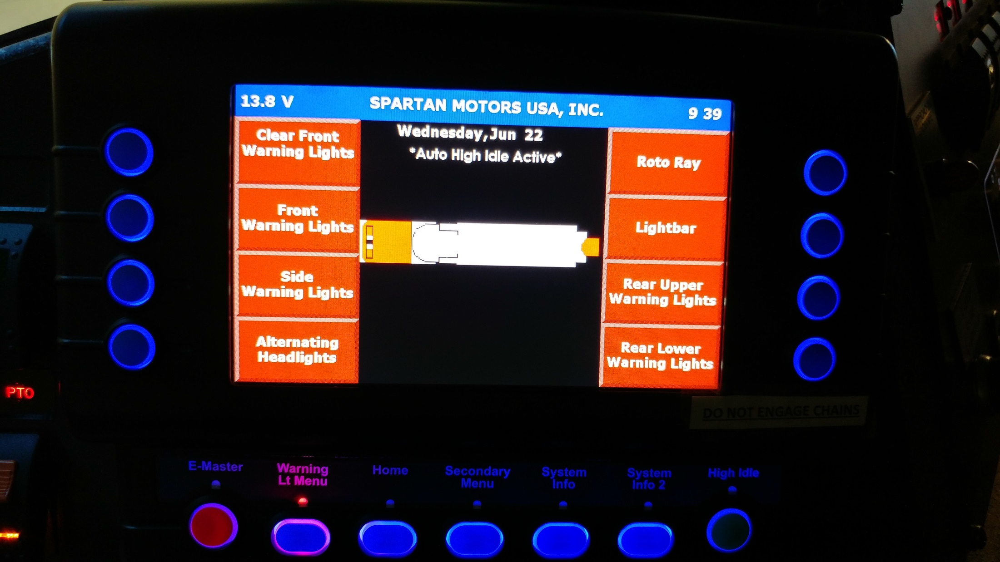 13.8 V
SPARTAN MOTORS USA, INC.
9 39
Wednesday,Jun 22
*Auto High Idle Active*
Clear Front
Warning Lights
Front
Warning Lights
Side
Warning Lights
Alternating
Headlights
Roto Ray
Lightbar
Rear Upper
Warning Lights
Rear Lower
Warning Lights
PTO
DO NOT ENGAGE CHAINS
E-Master
Warning
Lt Menu
Home
Secondary
Menu
System
Info
System
Info 2
High Idle